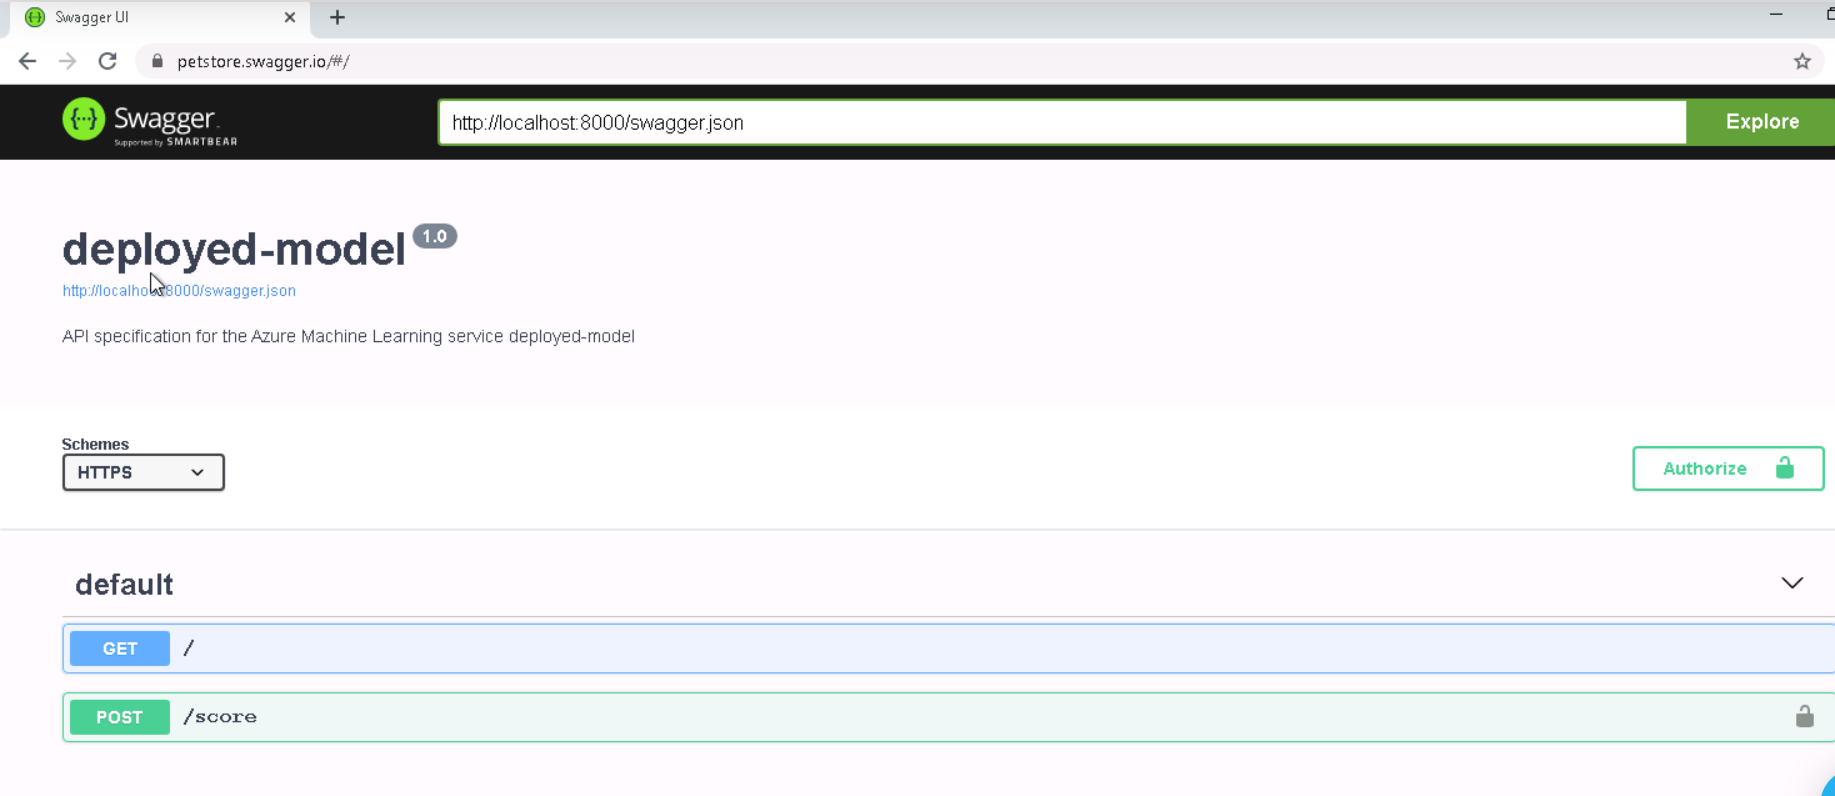 Swagger UI
petstore.swagger.io/#/
{···} Swagger
Supported by SMARTBEAR
http://localhost:8000/swagger.json
Explore
deployed-model 1.0
http://localhost:8000/swagger.json
API specification for the Azure Machine Learning service deployed-model
Schemes
HTTPS
Authorize
default
GET /
POST /score